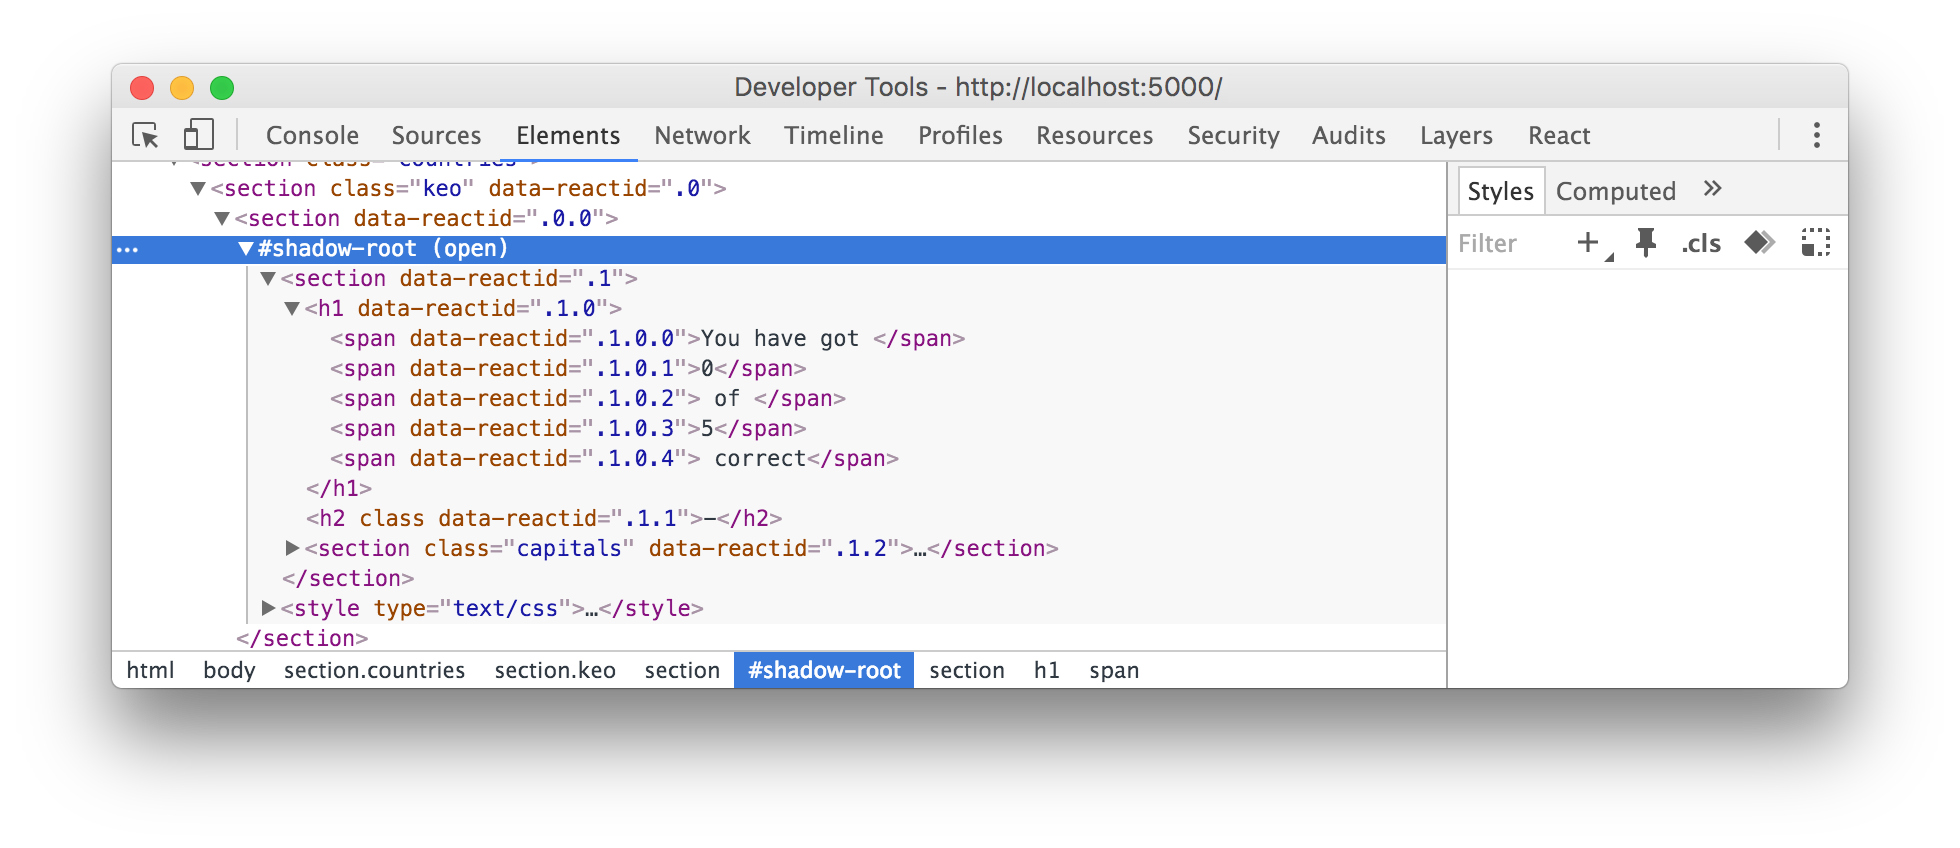 Developer Tools - http://localhost:5000/
Console Sources Elements Network Timeline Profiles Resources Security Audits Layers React
<section class="countries">
<section class="keo" data-reactid=".0">
<section data-reactid=".0.0">
#shadow-root (open)
<section data-reactid=".1">
<h1 data-reactid=".1.0">
<span data-reactid=".1.0.0">You have got </span>
<span data-reactid=".1.0.1">0</span>
<span data-reactid=".1.0.2"> of </span>
<span data-reactid=".1.0.3">5</span>
<span data-reactid=".1.0.4"> correct</span>
</h1>
<h2 class data-reactid=".1.1">—</h2>
<section class="capitals" data-reactid=".1.2">…</section>
</section>
<style type="text/css">…</style>
</section>
html body section.countries section.keo section #shadow-root section h1 span
Styles Computed »
Filter + .cls